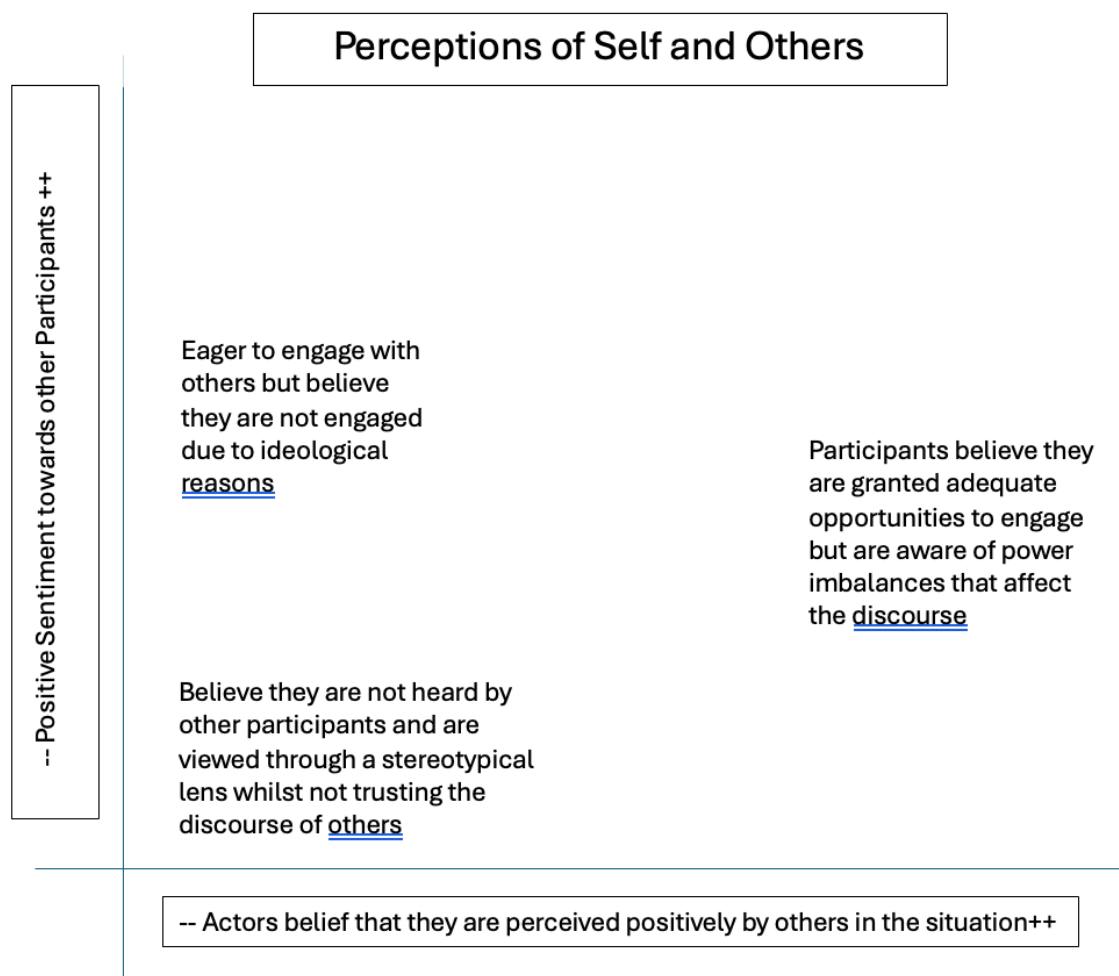 Perceptions of Self and Others
-- Positive Sentiment towards other Participants ++
Eager to engage with
others but believe
they are not engaged
due to ideological
reasons
Participants believe they
are granted adequate
opportunities to engage
but are aware of power
imbalances that affect
the discourse
Believe they are not heard by
other participants and are
viewed through a stereotypical
lens whilst not trusting the
discourse of others
-- Actors belief that they are perceived positively by others in the situation++